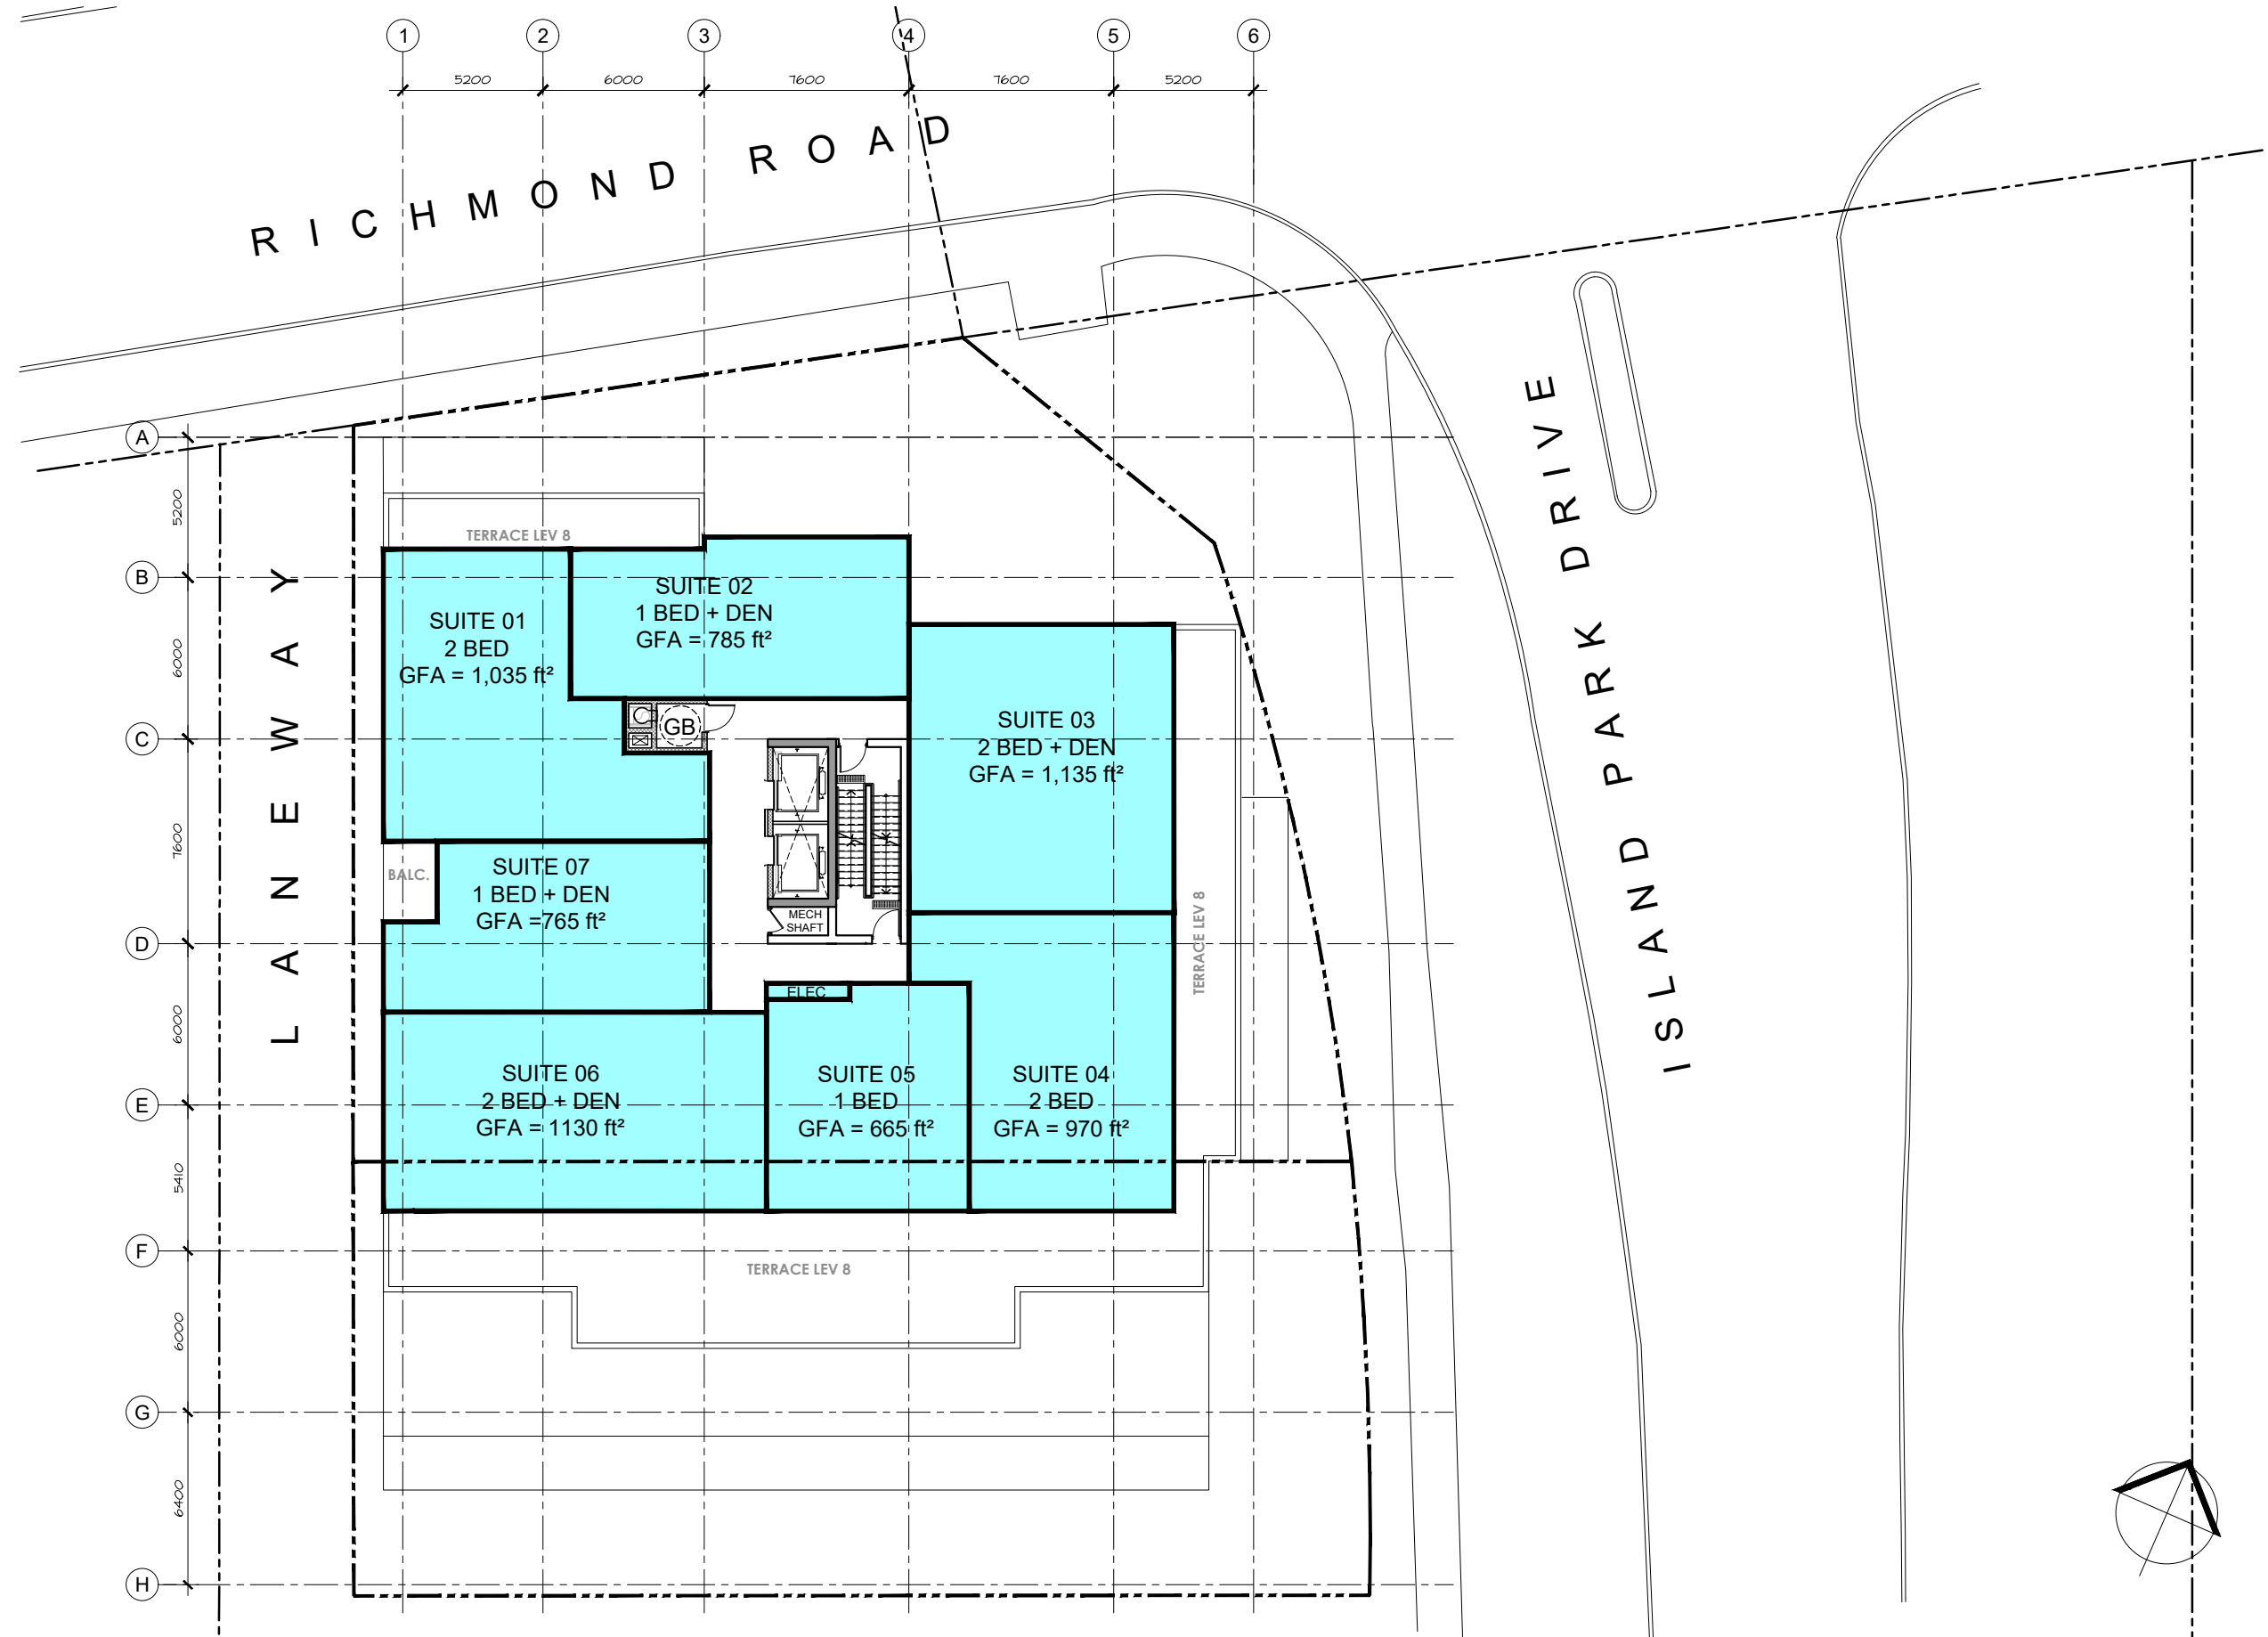 1 2 3 4 5 6
5200 6000 7600 7600 5200
RICHMOND ROAD
ISLAND PARK DRIVE
LANEWAY
A
5200
B
6000
C
7600
D
6000
E
5410
F
6000
G
6400
H
TERRACE LEV 8
SUITE 01
2 BED
GFA = 1,035 ft²
SUITE 02
1 BED + DEN
GFA = 785 ft²
GB
SUITE 03
2 BED + DEN
GFA = 1,135 ft²
BALC.
SUITE 07
1 BED + DEN
GFA =765 ft²
MECH
SHAFT
TERRACE LEV 8
ELEC
SUITE 06
2 BED + DEN
GFA = 1130 ft²
SUITE 05
1 BED
GFA = 665 ft²
SUITE 04
2 BED
GFA = 970 ft²
TERRACE LEV 8